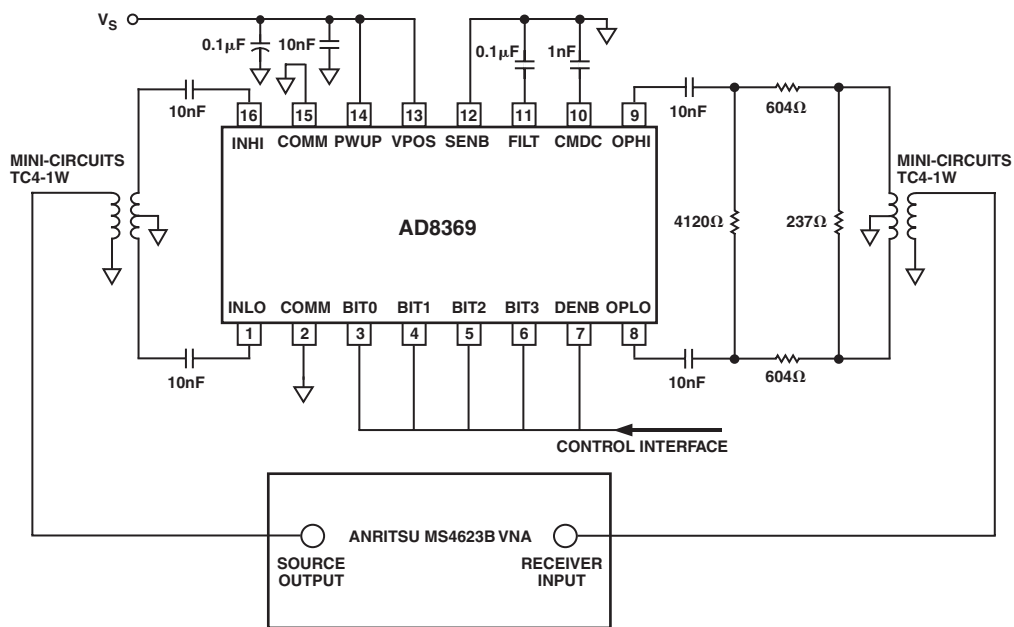 V_S
0.1μF
10nF
0.1μF
1nF
10nF
10nF
604Ω
16 15 14 13 12 11 10 9
INHI COMM PWUP VPOS SENB FILT CMDC OPHI
MINI-CIRCUITS
TC4-1W
MINI-CIRCUITS
TC4-1W
AD8369
4120Ω
237Ω
INLO COMM BIT0 BIT1 BIT2 BIT3 DENB OPLO
1 2 3 4 5 6 7 8
10nF
10nF
604Ω
CONTROL INTERFACE
ANRITSU MS4623B VNA
SOURCE
OUTPUT
RECEIVER
INPUT